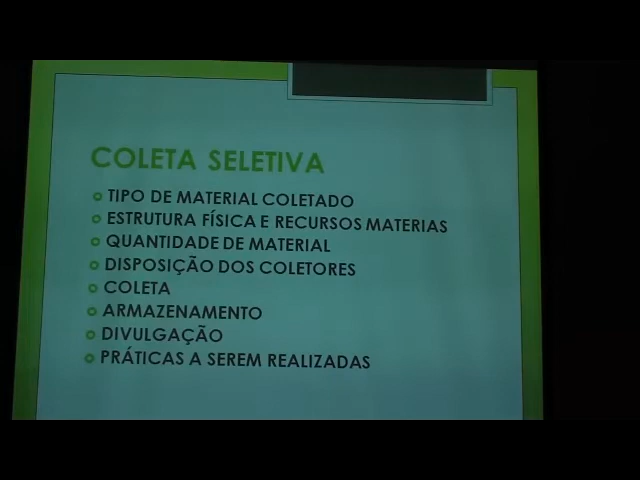 COLETA SELETIVA
TIPO DE MATERIAL COLETADO
ESTRUTURA FÍSICA E RECURSOS MATERIAS
QUANTIDADE DE MATERIAL
DISPOSIÇÃO DOS COLETORES
COLETA
ARMAZENAMENTO
DIVULGAÇÃO
PRÁTICAS A SEREM REALIZADAS